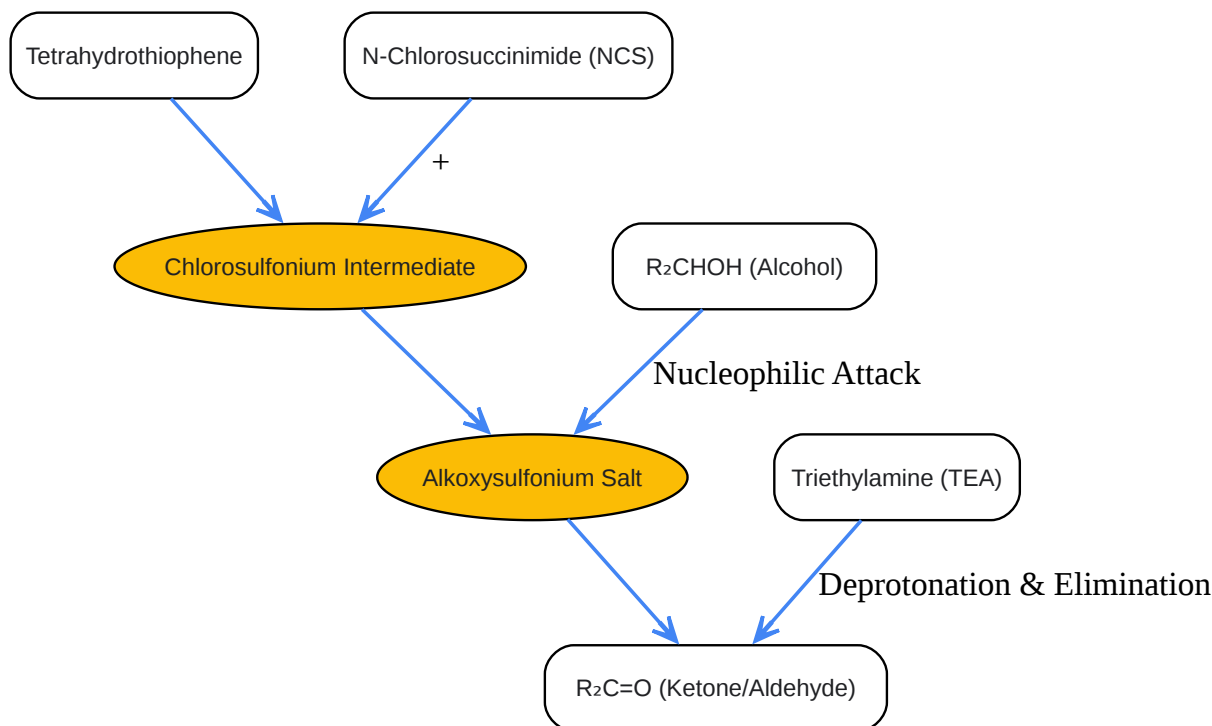 Tetrahydrothiophene
N-Chlorosuccinimide (NCS)
+
Chlorosulfonium Intermediate
R₂CHOH (Alcohol)
Nucleophilic Attack
Alkoxysulfonium Salt
Triethylamine (TEA)
Deprotonation & Elimination
R₂C=O (Ketone/Aldehyde)